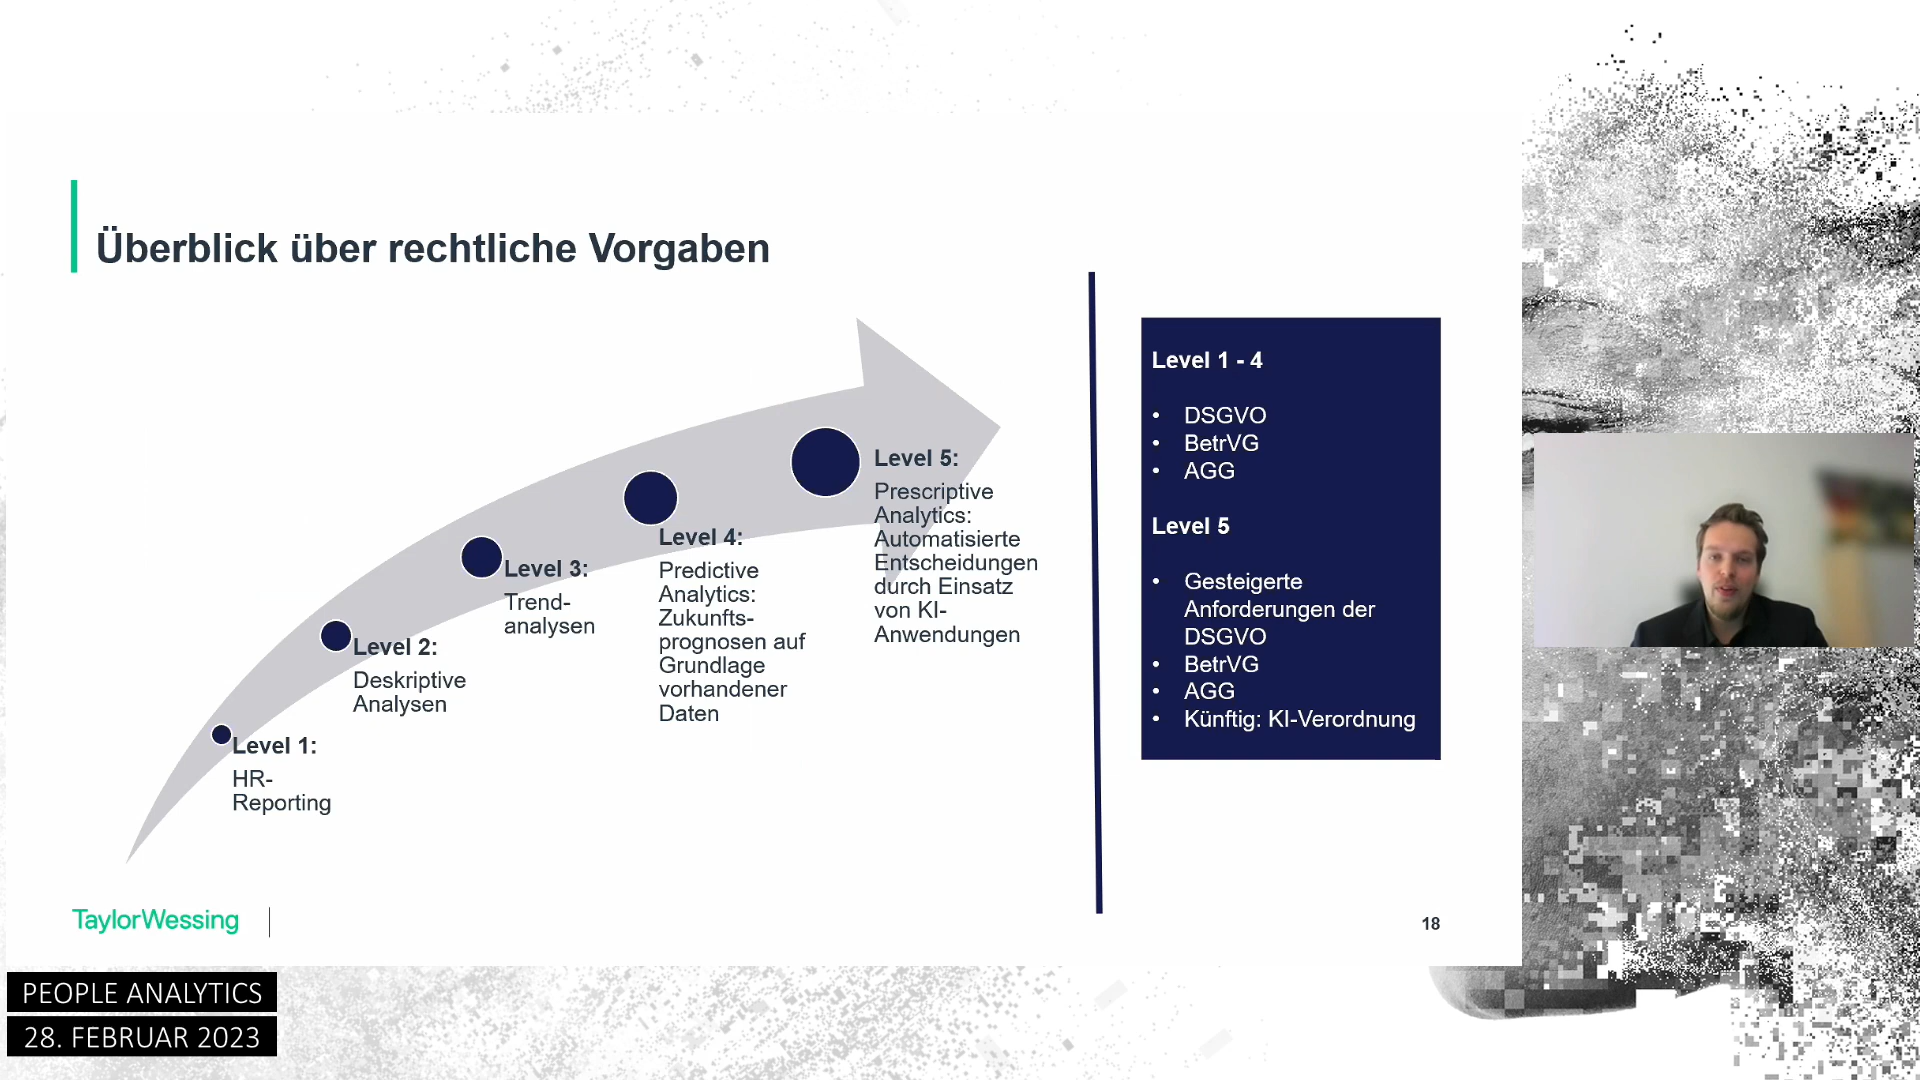 Überblick über rechtliche Vorgaben
Level 1:
HR-
Reporting
Level 2:
Deskriptive
Analysen
Level 3:
Trend-
analysen
Level 4:
Predictive
Analytics:
Zukunfts-
prognosen auf
Grundlage
vorhandener
Daten
Level 5:
Prescriptive
Analytics:
Automatisierte
Entscheidungen
durch Einsatz
von KI-
Anwendungen
Level 1 - 4
• DSGVO
• BetrVG
• AGG
Level 5
• Gesteigerte
Anforderungen der
DSGVO
• BetrVG
• AGG
• Künftig: KI-Verordnung
TaylorWessing
18
PEOPLE ANALYTICS
28. FEBRUAR 2023